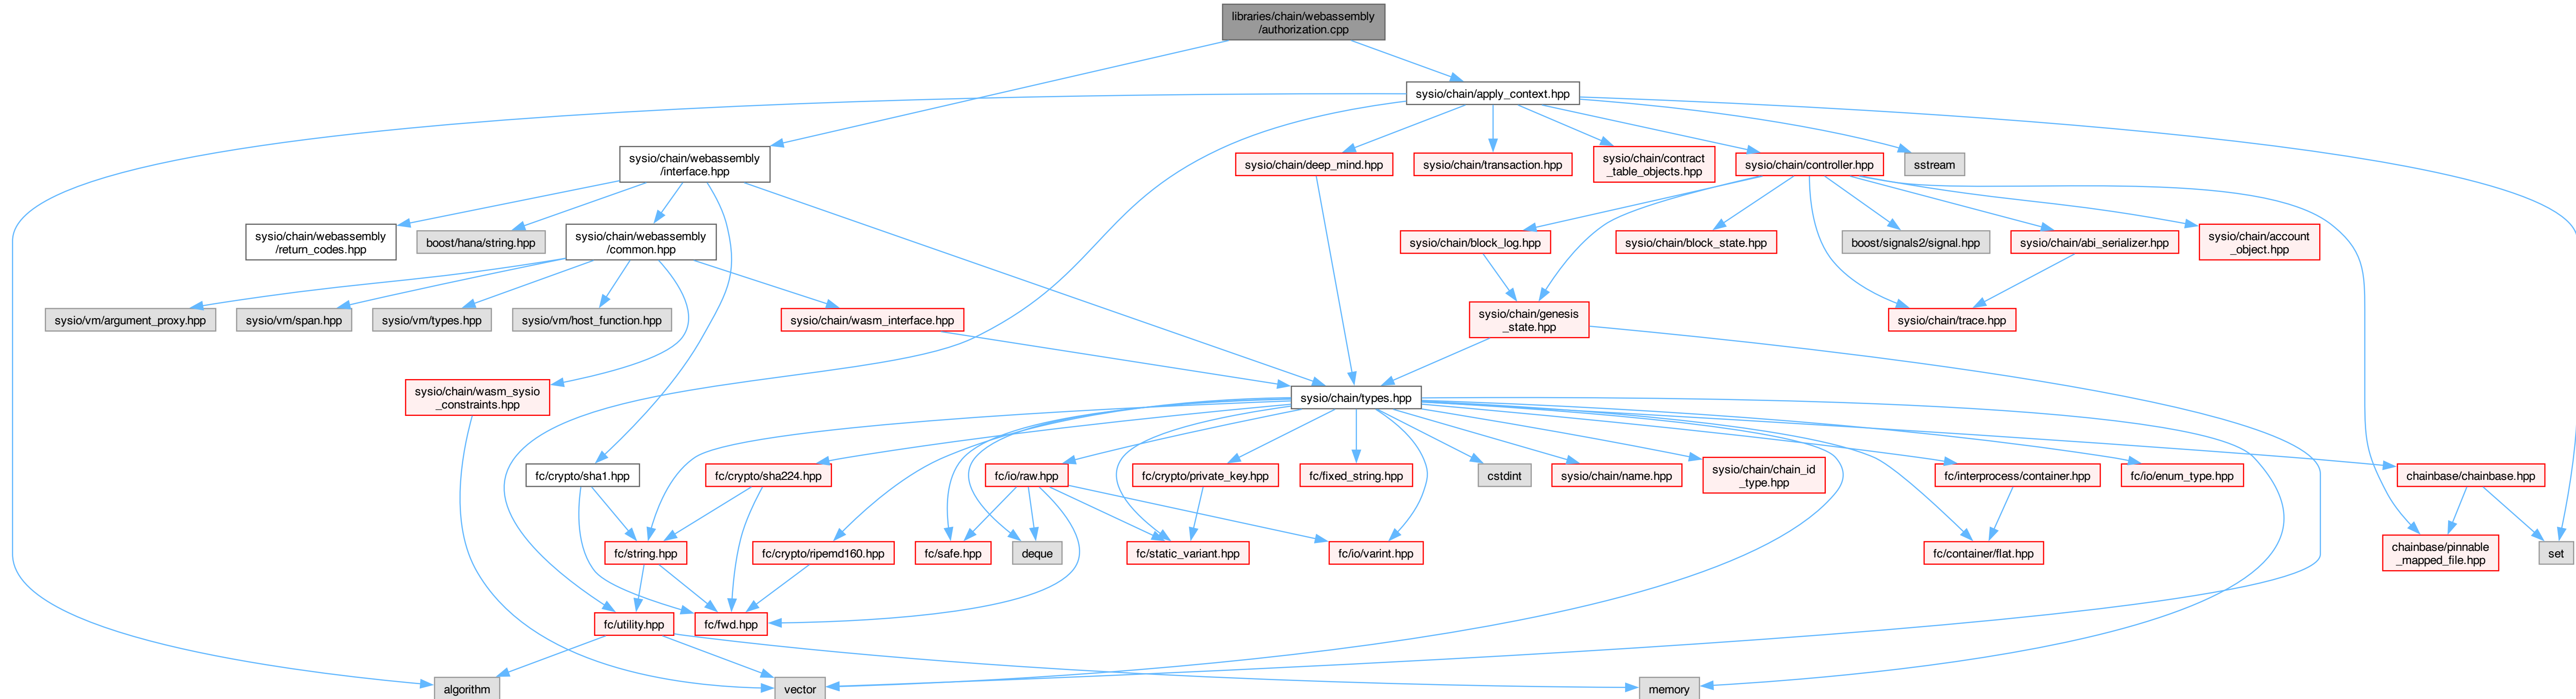 libraries/chain/webassembly
/authorization.cpp
sysio/chain/apply_context.hpp
sysio/chain/webassembly
/interface.hpp
sysio/chain/deep_mind.hpp
sysio/chain/transaction.hpp
sysio/chain/contract
_table_objects.hpp
sysio/chain/controller.hpp
sstream
sysio/chain/webassembly
/return_codes.hpp
boost/hana/string.hpp
sysio/chain/webassembly
/common.hpp
sysio/chain/block_log.hpp
sysio/chain/block_state.hpp
boost/signals2/signal.hpp
sysio/chain/abi_serializer.hpp
sysio/chain/account
_object.hpp
sysio/vm/argument_proxy.hpp
sysio/vm/span.hpp
sysio/vm/types.hpp
sysio/vm/host_function.hpp
sysio/chain/wasm_interface.hpp
sysio/chain/genesis
_state.hpp
sysio/chain/trace.hpp
sysio/chain/wasm_sysio
_constraints.hpp
sysio/chain/types.hpp
fc/crypto/sha1.hpp
fc/crypto/sha224.hpp
fc/io/raw.hpp
fc/crypto/private_key.hpp
fc/fixed_string.hpp
cstdint
sysio/chain/name.hpp
sysio/chain/chain_id
_type.hpp
fc/interprocess/container.hpp
fc/io/enum_type.hpp
chainbase/chainbase.hpp
fc/string.hpp
fc/crypto/ripemd160.hpp
fc/safe.hpp
deque
fc/static_variant.hpp
fc/io/varint.hpp
fc/container/flat.hpp
chainbase/pinnable
_mapped_file.hpp
set
fc/utility.hpp
fc/fwd.hpp
algorithm
vector
memory